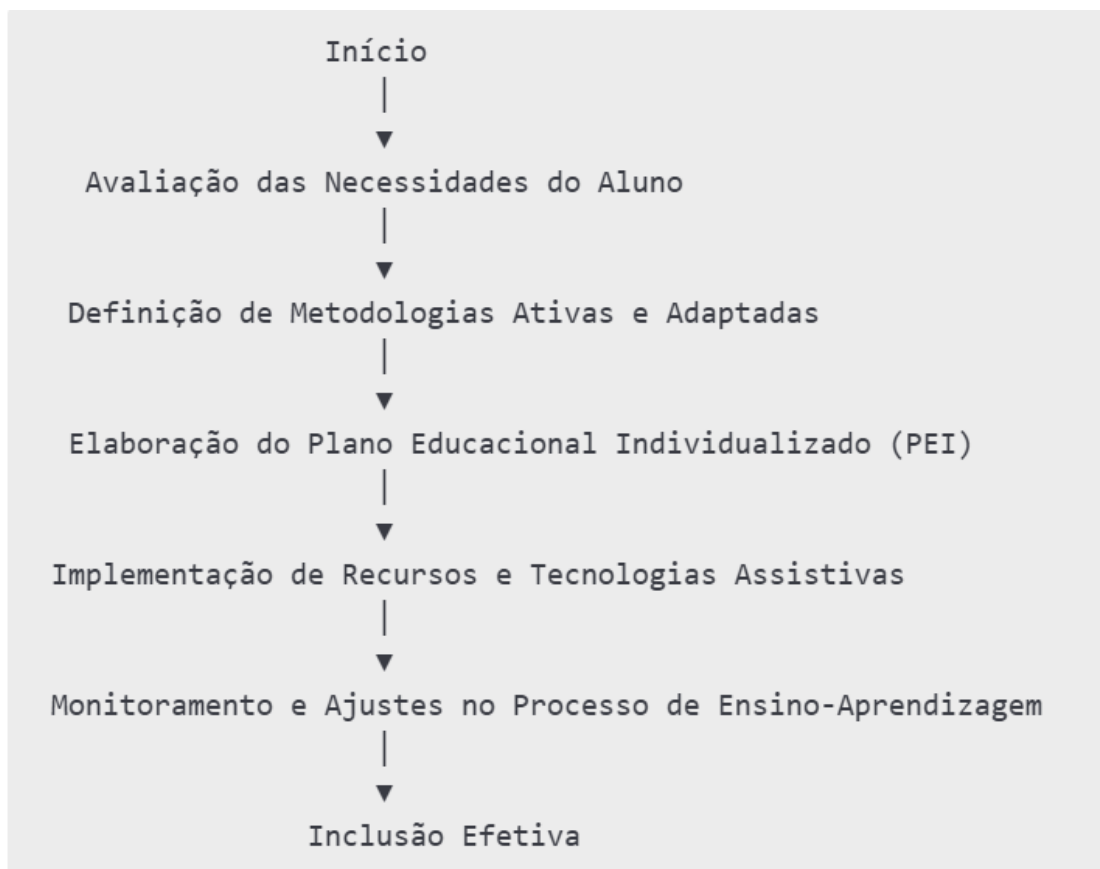 Início
Avaliação das Necessidades do Aluno
Definição de Metodologias Ativas e Adaptadas
Elaboração do Plano Educacional Individualizado (PEI)
Implementação de Recursos e Tecnologias Assistivas
Monitoramento e Ajustes no Processo de Ensino-Aprendizagem
Inclusão Efetiva